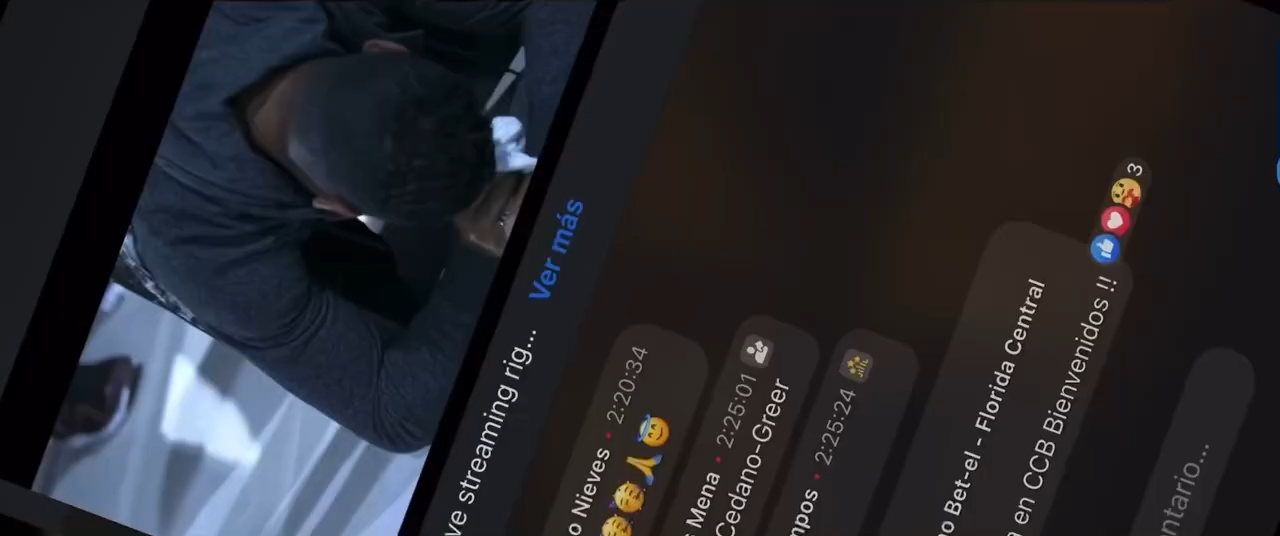 Ve streaming rig...
Ver más
o Nieves • 2:20:34
s Mena • 2:25:01
Cedano-Greer
mpos • 2:25:24
no Bet-el - Florida Central
a en CCB Bienvenidos !!
3
ntario...